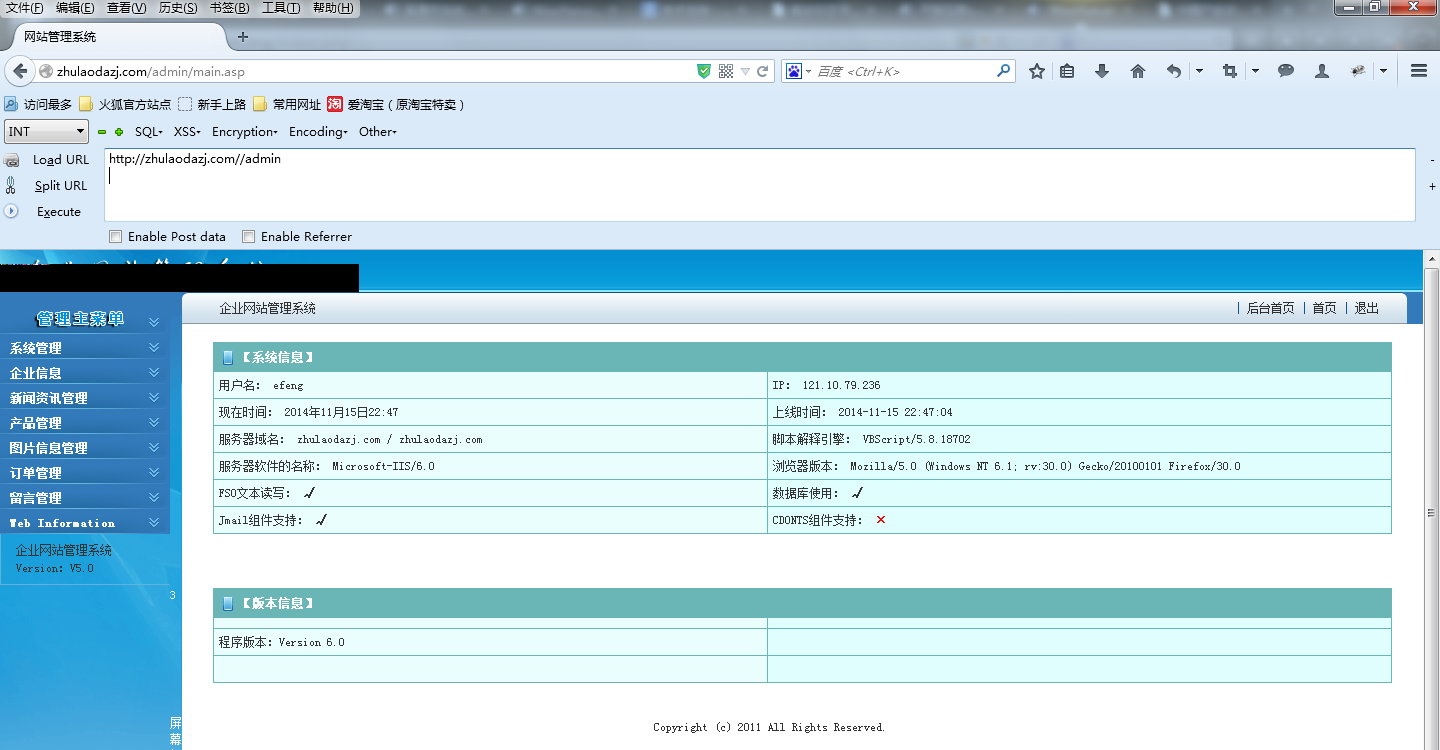 文件(F) 编辑(E) 查看(V) 历史(S) 书签(B) 工具(T) 帮助(H)
网站管理系统
zhulaodazj.com/admin/main.asp 百度 <Ctrl+K>
访问最多 火狐官方站点 新手上路 常用网址 淘 爱淘宝（原淘宝特卖）
INT SQL- XSS- Encryption- Encoding- Other-
Load URL http://zhulaodazj.com//admin
Split URL
Execute
Enable Post data Enable Referrer
管理主菜单
系统管理
企业信息
新闻资讯管理
产品管理
图片信息管理
订单管理
留言管理
Web Information
企业网站管理系统
Version: V5.0
3
屏
幕
企业网站管理系统 | 后台首页 | 首页 | 退出
【系统信息】
用户名： efeng IP： 121.10.79.236
现在时间： 2014年11月15日22:47 上线时间： 2014-11-15 22:47:04
服务器域名： zhulaodazj.com / zhulaodazj.com 脚本解释引擎： VBScript/5.8.18702
服务器软件的名称： Microsoft-IIS/6.0 浏览器版本： Mozilla/5.0 (Windows NT 6.1; rv:30.0) Gecko/20100101 Firefox/30.0
FSO文本读写： ✓ 数据库使用： ✓
Jmail组件支持： ✓ CDONTS组件支持： ×
【版本信息】
程序版本：Version 6.0
Copyright (c) 2011 All Rights Reserved.